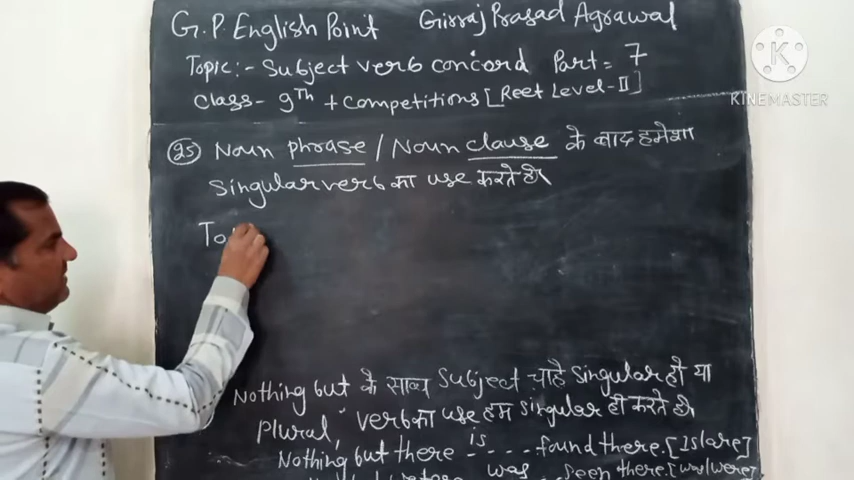 G.P. English Point Girraj Prasad Agrawal
Topic:- Subject verb concord Part = 7
Class - 9th + Competitions [Reet Level-II]
KINEMASTER
(25) Noun phrase / Noun clause के बाद हमेशा
Singular verb का use करते है।
To
Nothing but के साथ Subject चाहै Singular हो या
Plural, verb का use हम singular ही करते है।
Nothing but there is ..... found there. [Is/are]
was .... seen there. [was/were]